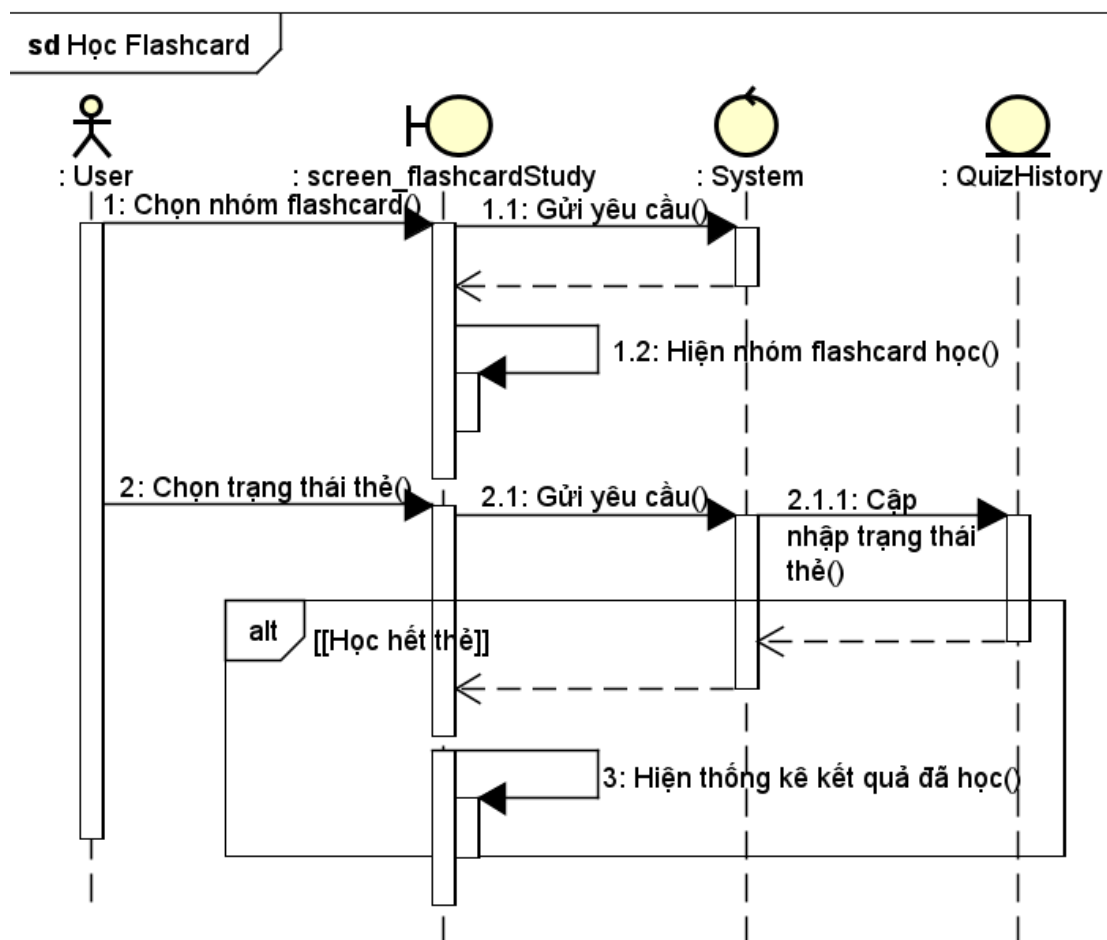 sd Học Flashcard
: User
: screen_flashcardStudy
: System
: QuizHistory
1: Chọn nhóm flashcard()
1.1: Gửi yêu cầu()
1.2: Hiện nhóm flashcard học()
2: Chọn trạng thái thẻ()
2.1: Gửi yêu cầu()
2.1.1: Cập
nhập trạng thái
thẻ()
alt
[[Học hết thẻ]]
3: Hiện thống kê kết quả đã học()